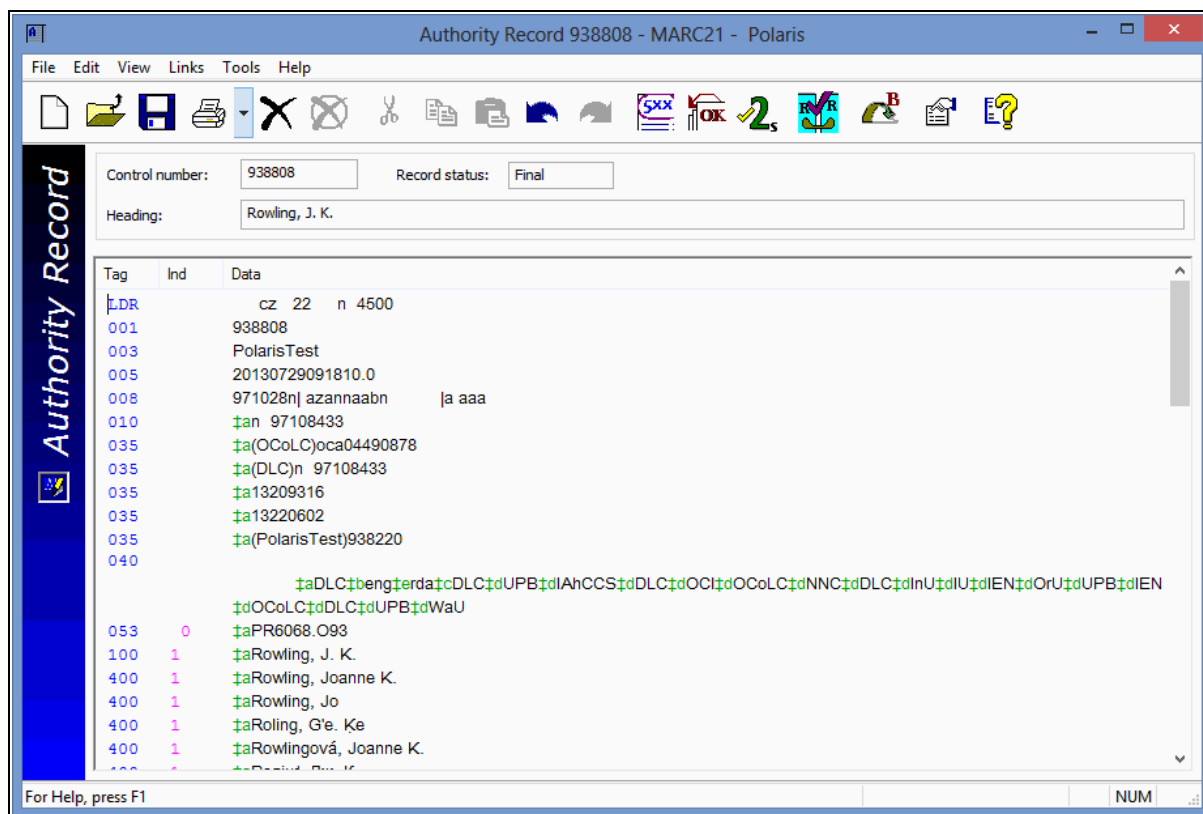 Authority Record 938808 - MARC21 - Polaris
File Edit View Links Tools Help
5XX OK 2s R R B
Authority Record
Control number: 938808 Record status: Final
Heading: Rowling, J. K.
Tag Ind Data
LDR cz 22 n 4500
001 938808
003 PolarisTest
005 20130729091810.0
008 971028n| azannaabn |a aaa
010 ‡an 97108433
035 ‡a(OCoLC)oca04490878
035 ‡a(DLC)n 97108433
035 ‡a13209316
035 ‡a13220602
035 ‡a(PolarisTest)938220
040
‡aDLC‡beng‡erda‡cDLC‡dUPB‡dIAhCCS‡dDLC‡dOCl‡dOCoLC‡dNNC‡dDLC‡dInU‡dIU‡dIEN‡dOrU‡dUPB‡dIEN
‡dOCoLC‡dDLC‡dUPB‡dWaU
053 0 ‡aPR6068.O93
100 1 ‡aRowling, J. K.
400 1 ‡aRowling, Joanne K.
400 1 ‡aRowling, Jo
400 1 ‡aRoling, G'e. Ḳe
400 1 ‡aRowlingová, Joanne K.
For Help, press F1 NUM